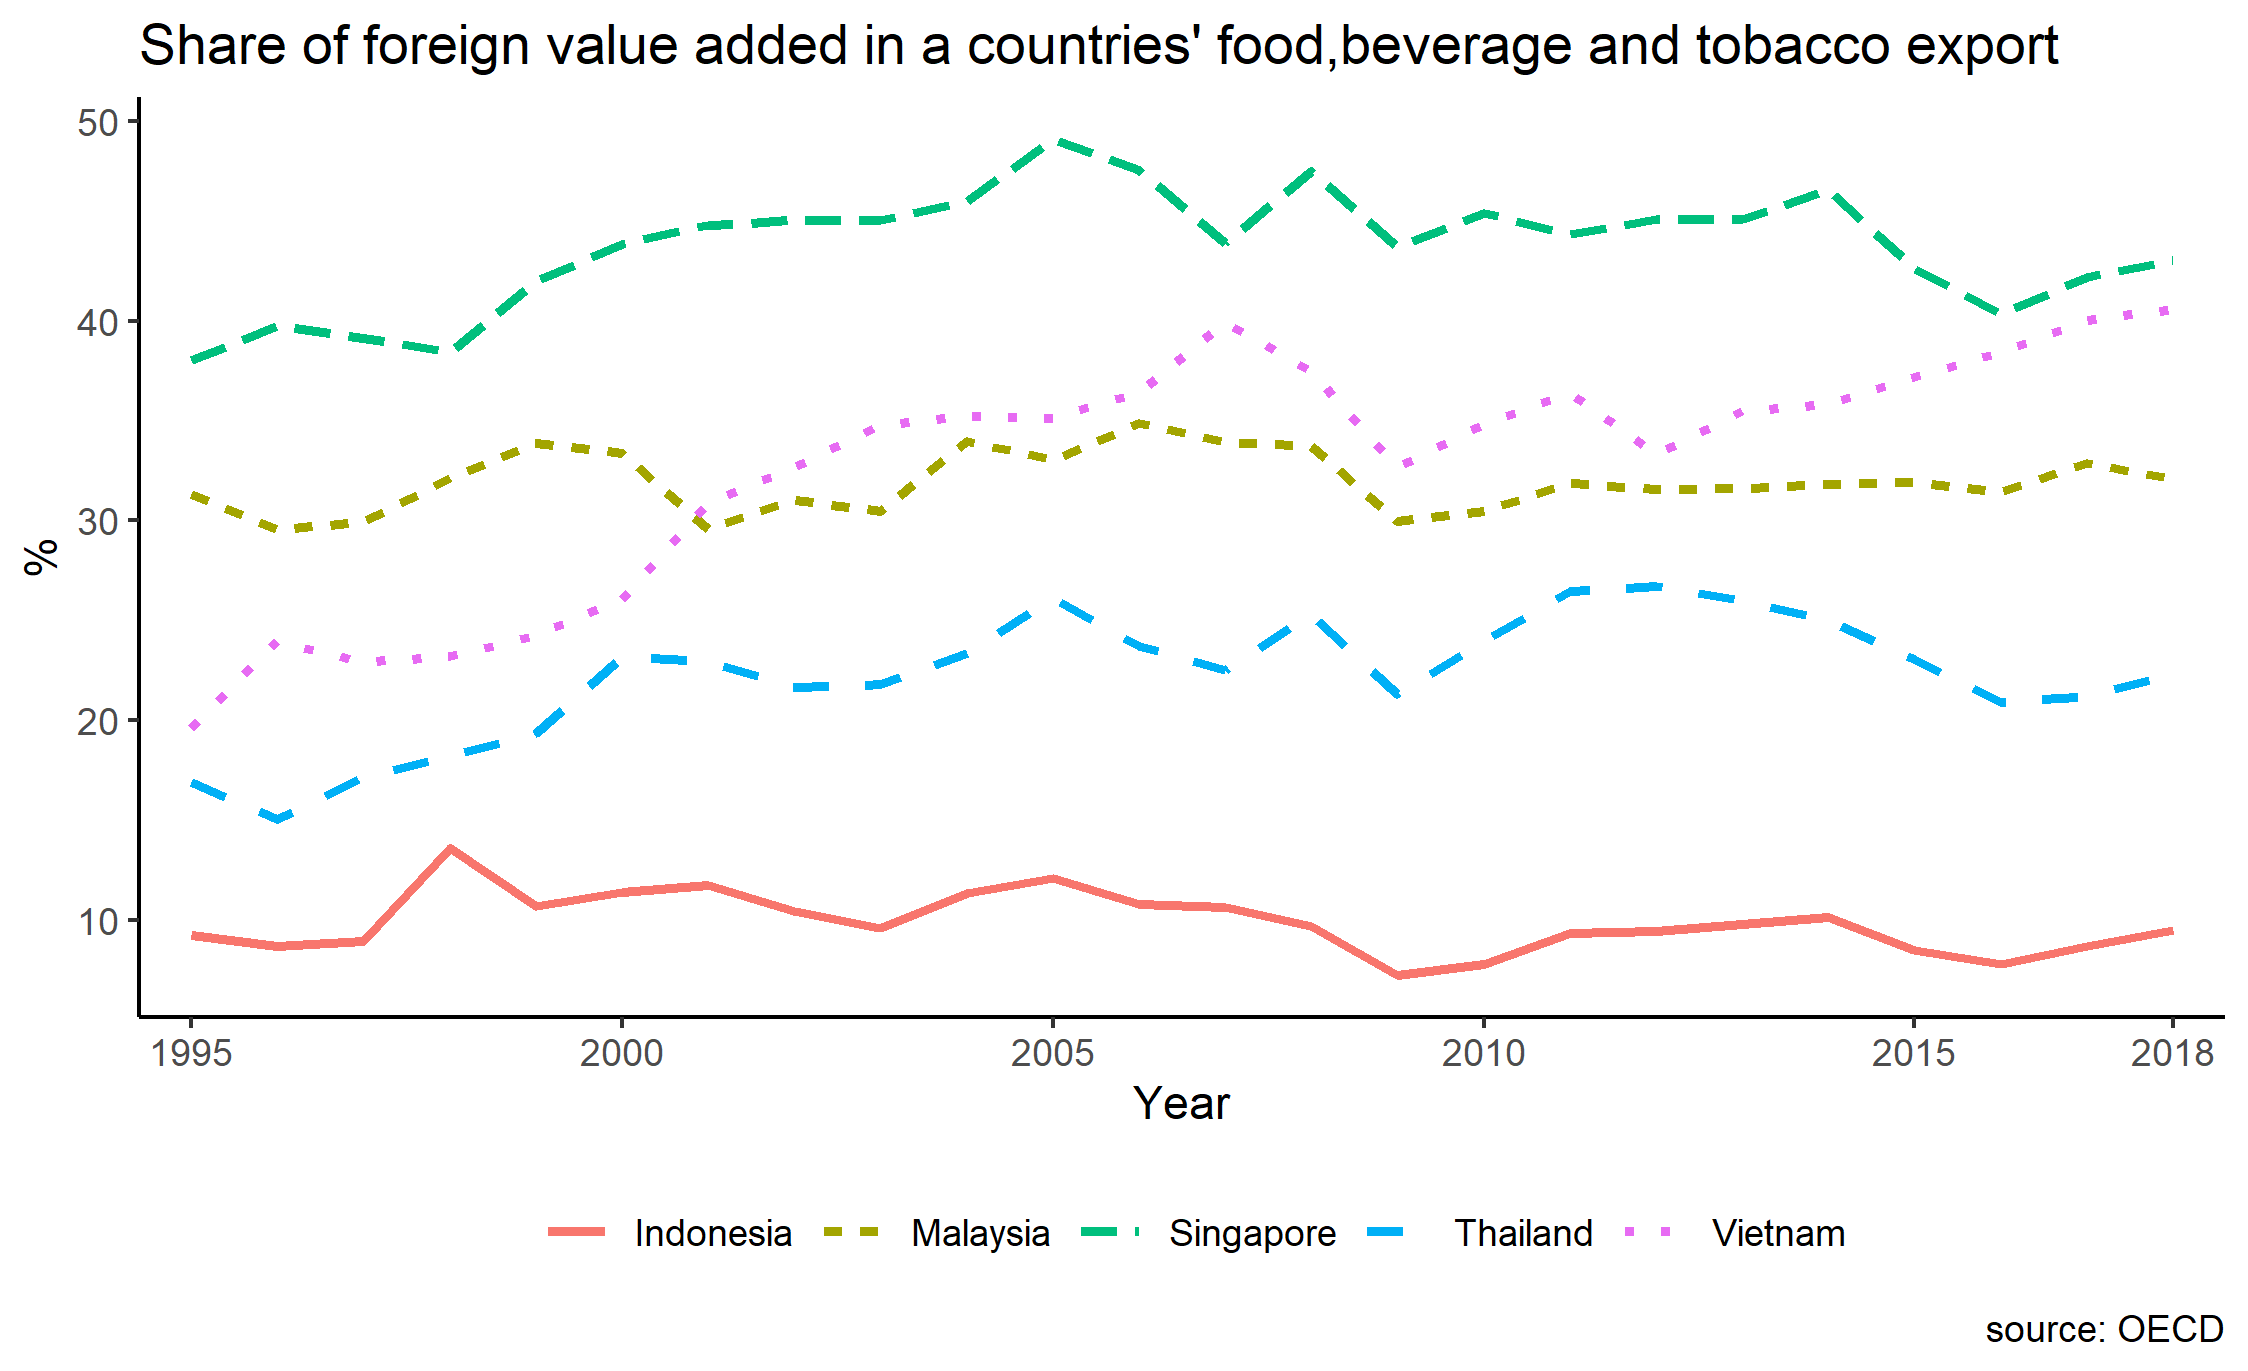 Share of foreign value added in a countries' food,beverage and tobacco export
50
40
30
20
10
%
1995 2000 2005 2010 2015 2018
Year
Indonesia Malaysia Singapore Thailand Vietnam
source: OECD